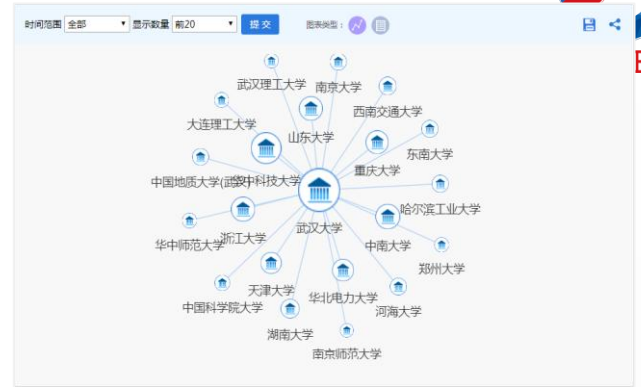 时间范围 全部 显示数量 前20 提交 图表类型:
武汉理工大学
南京大学
西南交通大学
大连理工大学
山东大学
东南大学
重庆大学
中国地质大学(武汉)
华中科技大学
哈尔滨工业大学
武汉大学
浙江大学
中南大学
华中师范大学
郑州大学
天津大学
华北电力大学
中国科学院大学
河海大学
湖南大学
南京师范大学